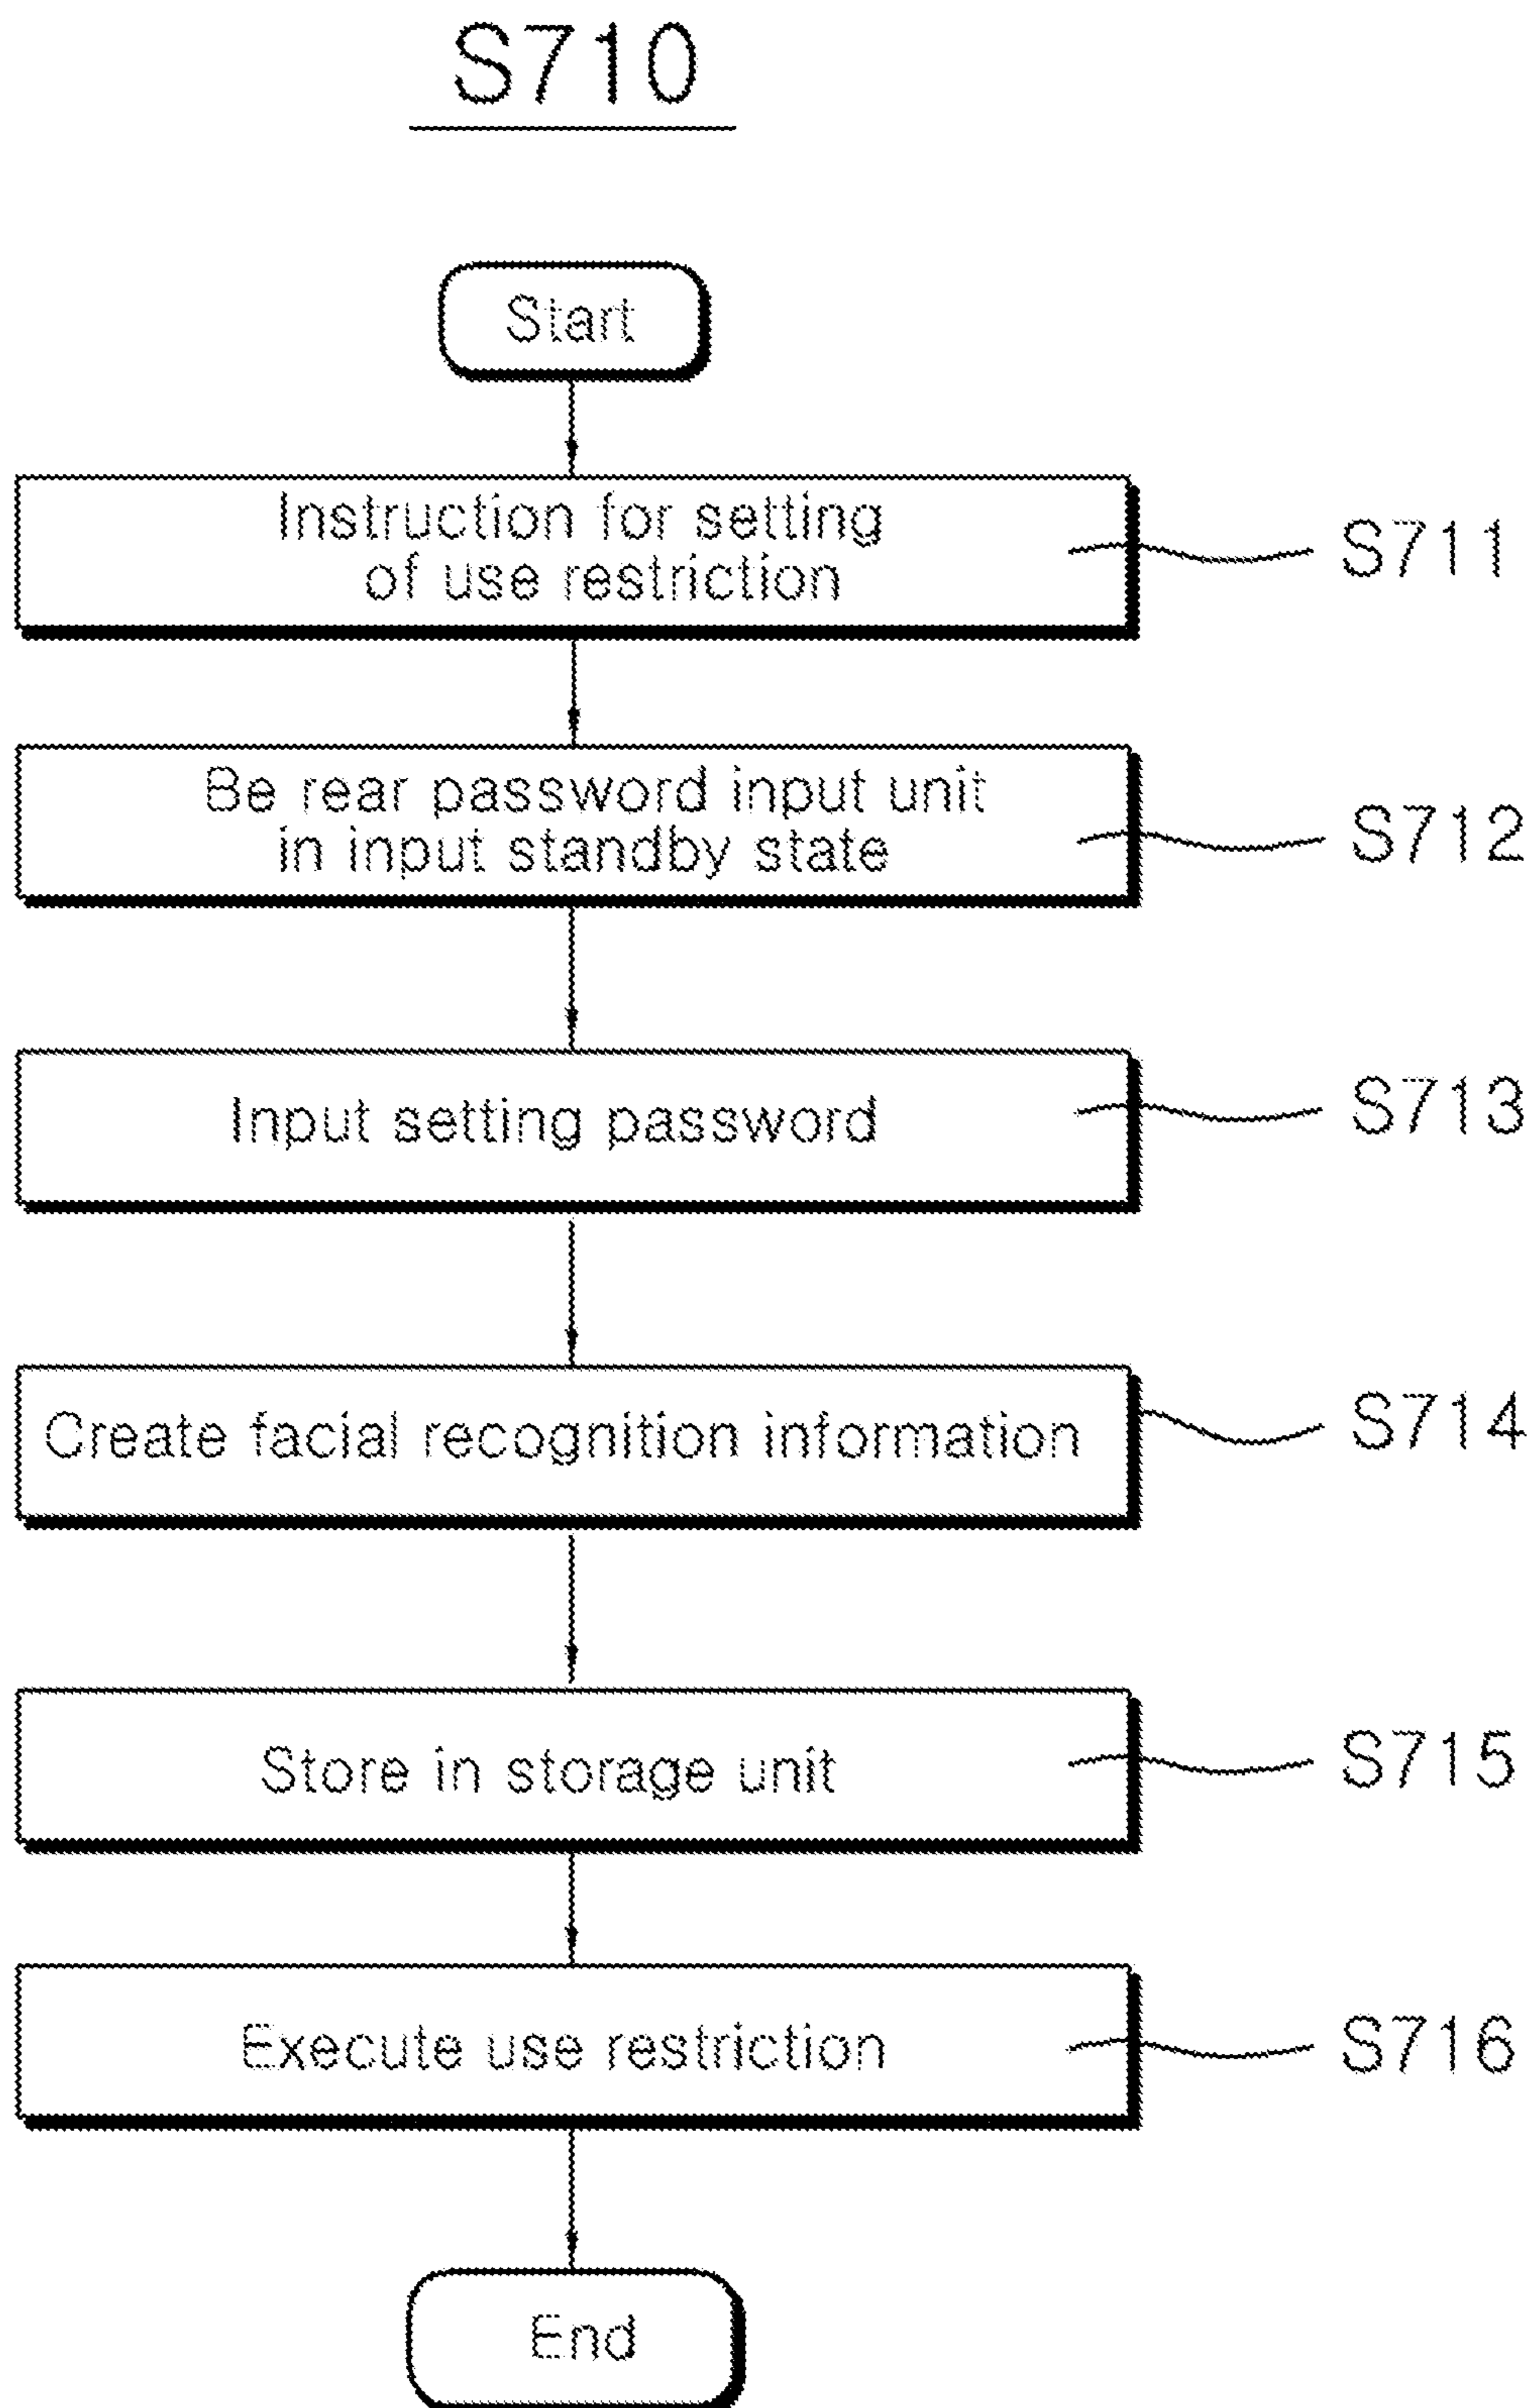 S710
Start
Instruction for setting
of use restriction
S711
Be rear password input unit
in input standby state
S712
Input setting password
S713
Create facial recognition information
S714
Store in storage unit
S715
Execute use restriction
S716
End